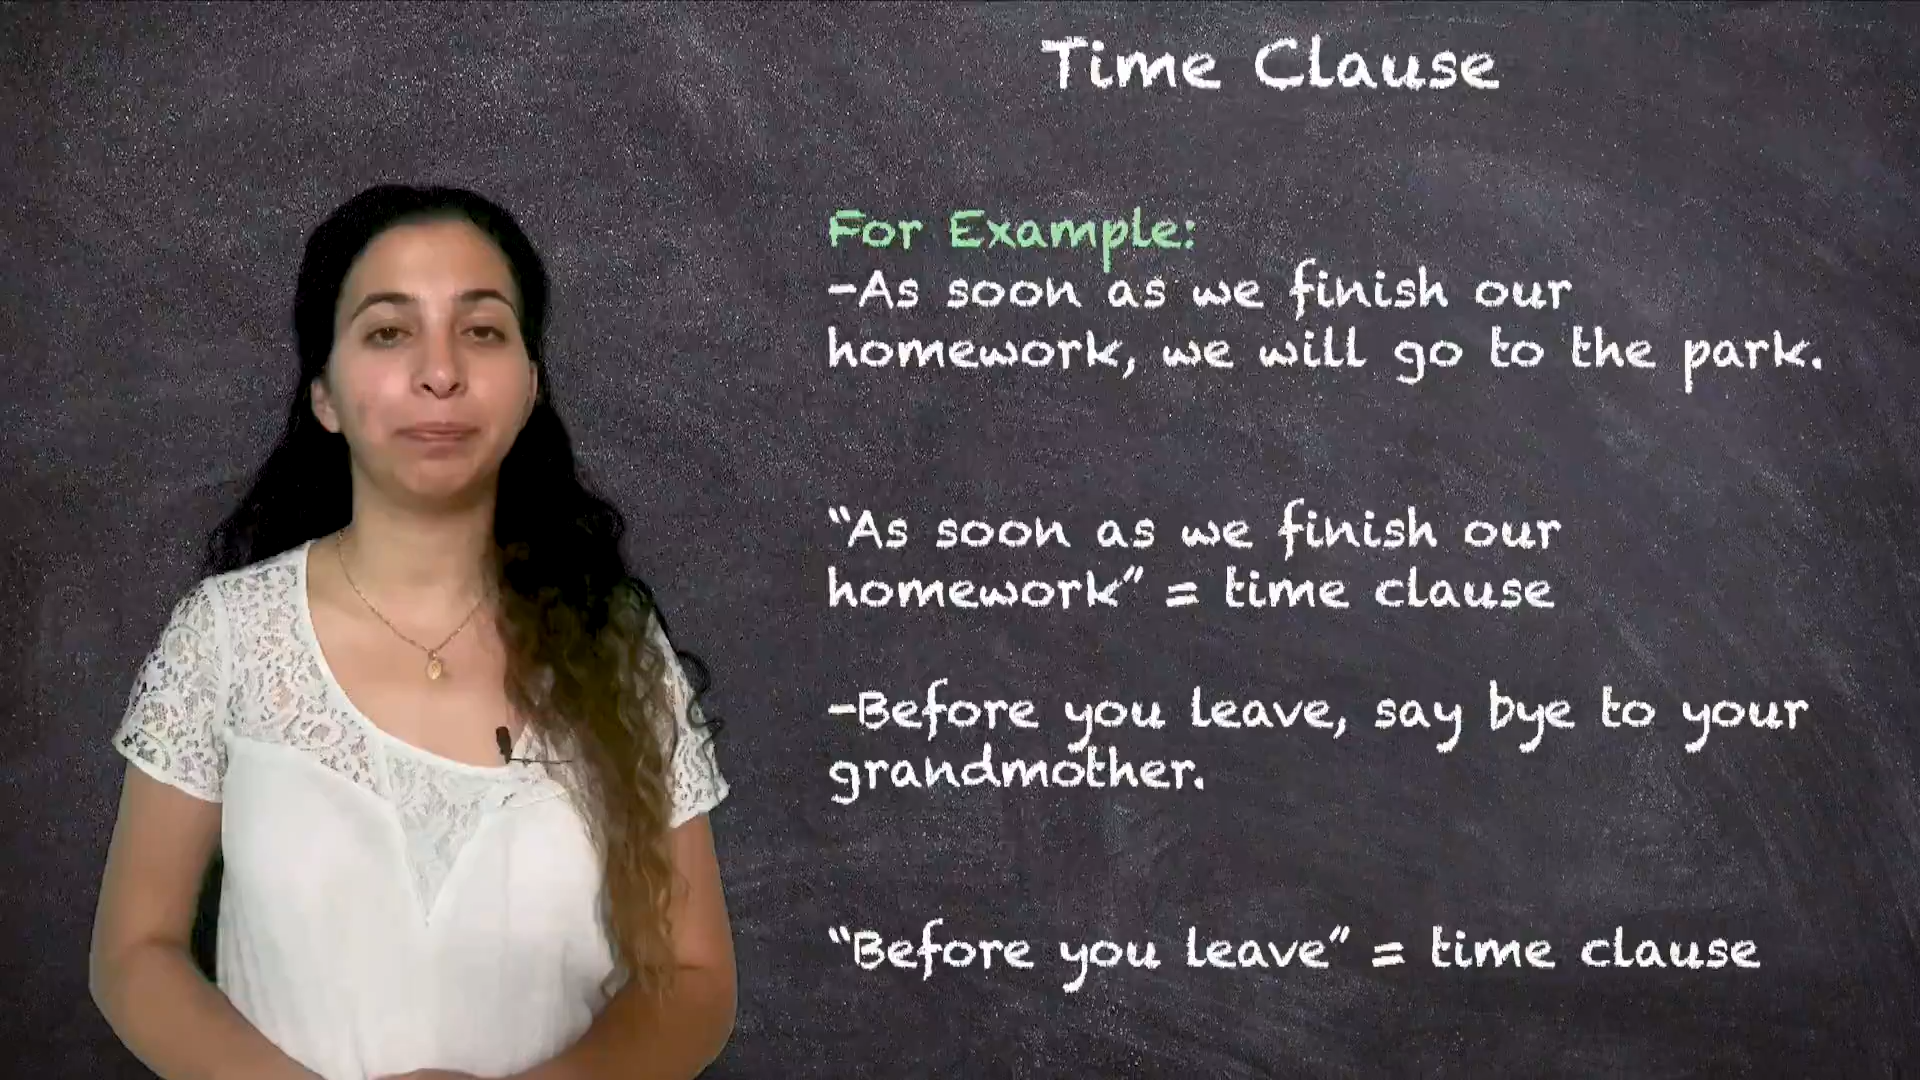 Time Clause
For Example:
-As soon as we finish our
homework, we will go to the park.
“As soon as we finish our
homework” = time clause
-Before you leave, say bye to your
grandmother.
“Before you leave” = time clause